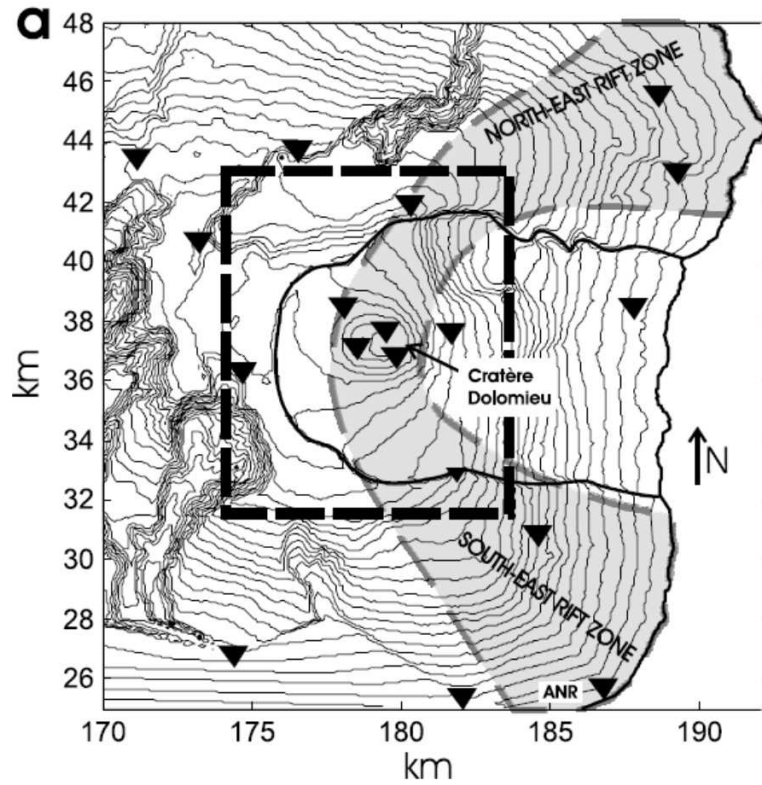 a
48
46
44
42
40
38
36
34
32
30
28
26
km
NORTH-EAST RIFT ZONE
Cratère
Dolomieu
N
SOUTH-EAST RIFT ZONE
ANR
170
175
180
185
190
km